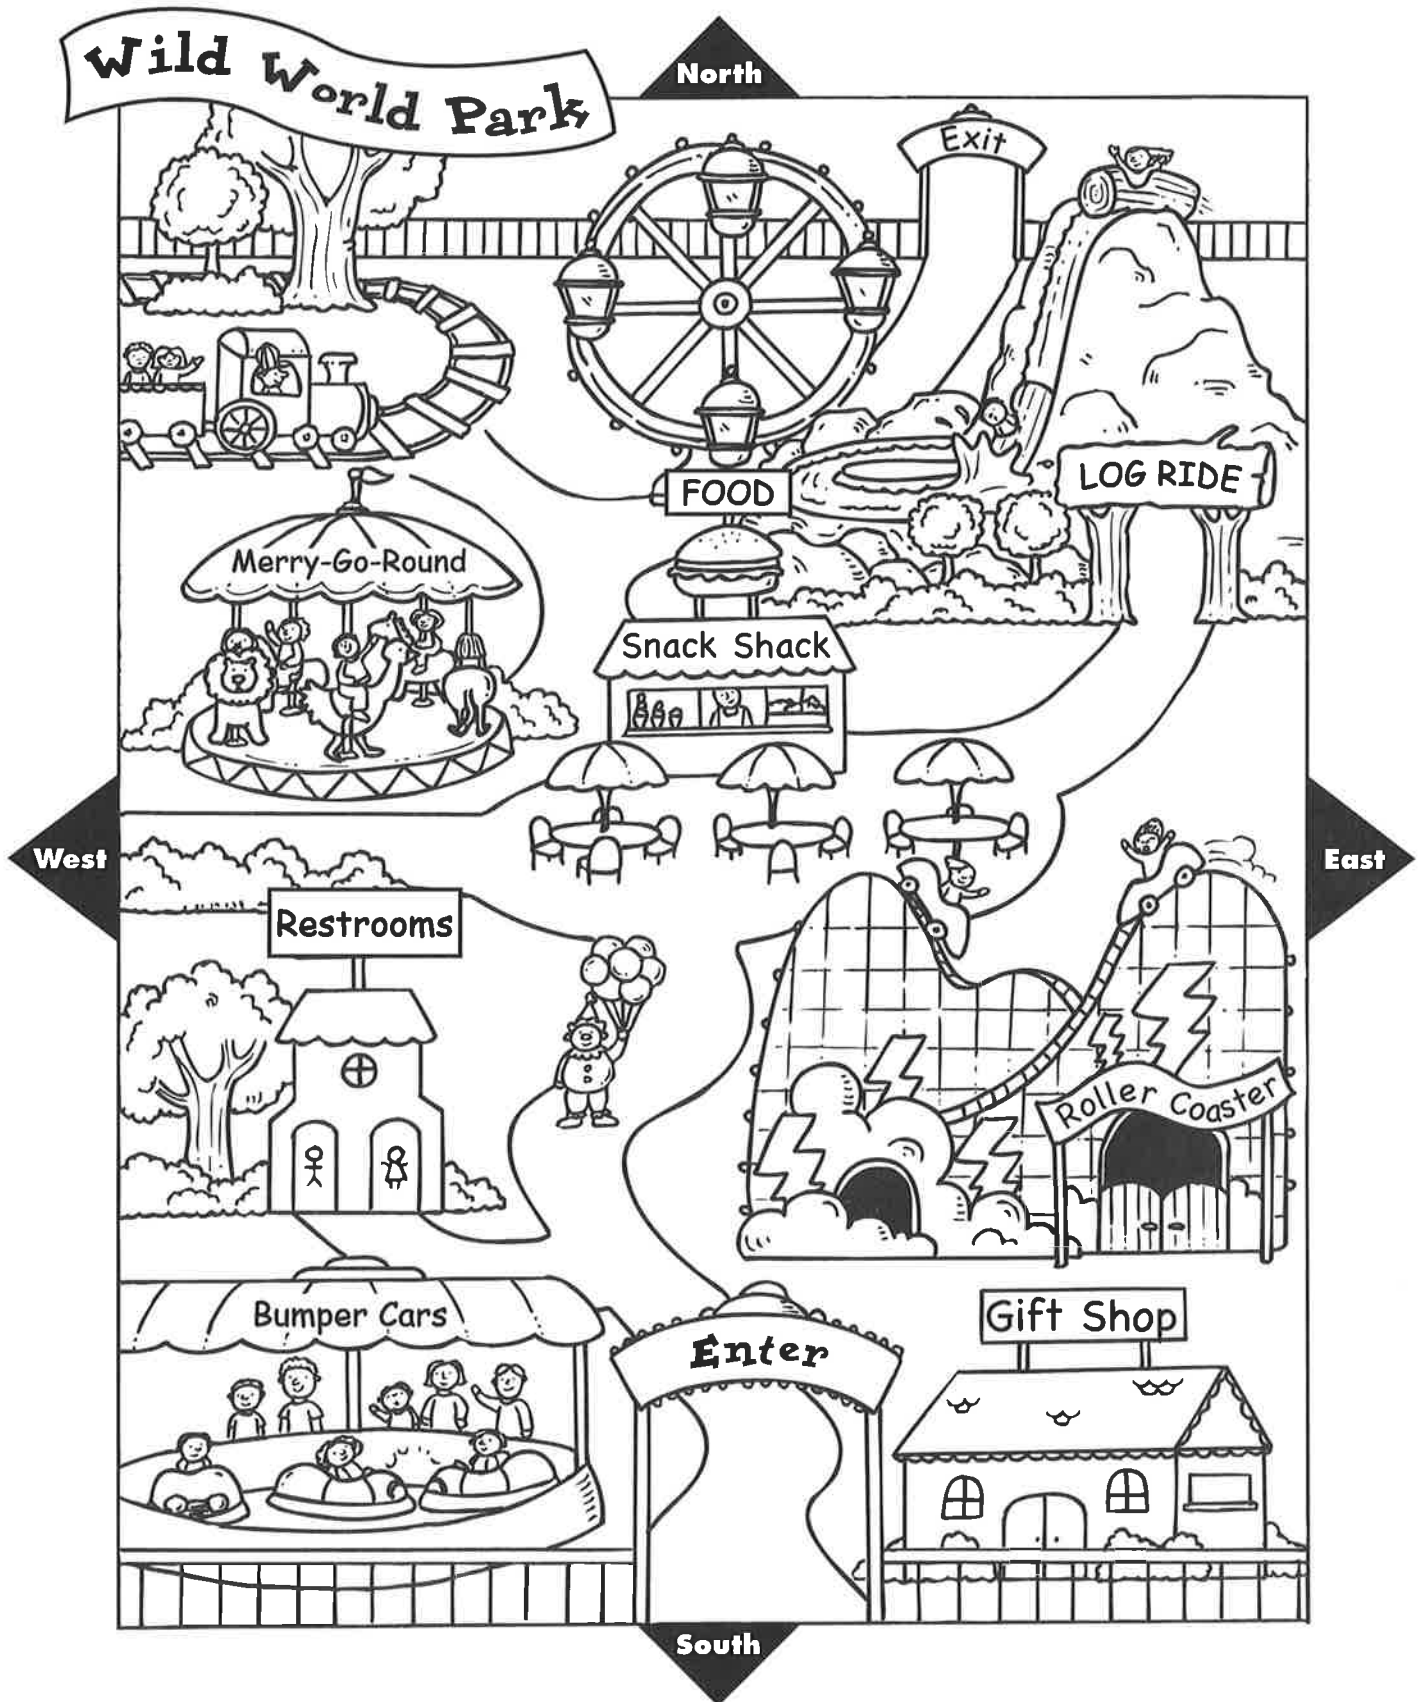 Wild World Park
North
Exit
LOG RIDE
FOOD
Merry-Go-Round
Snack Shack
West
East
Restrooms
Roller Coaster
Gift Shop
Bumper Cars
Enter
South